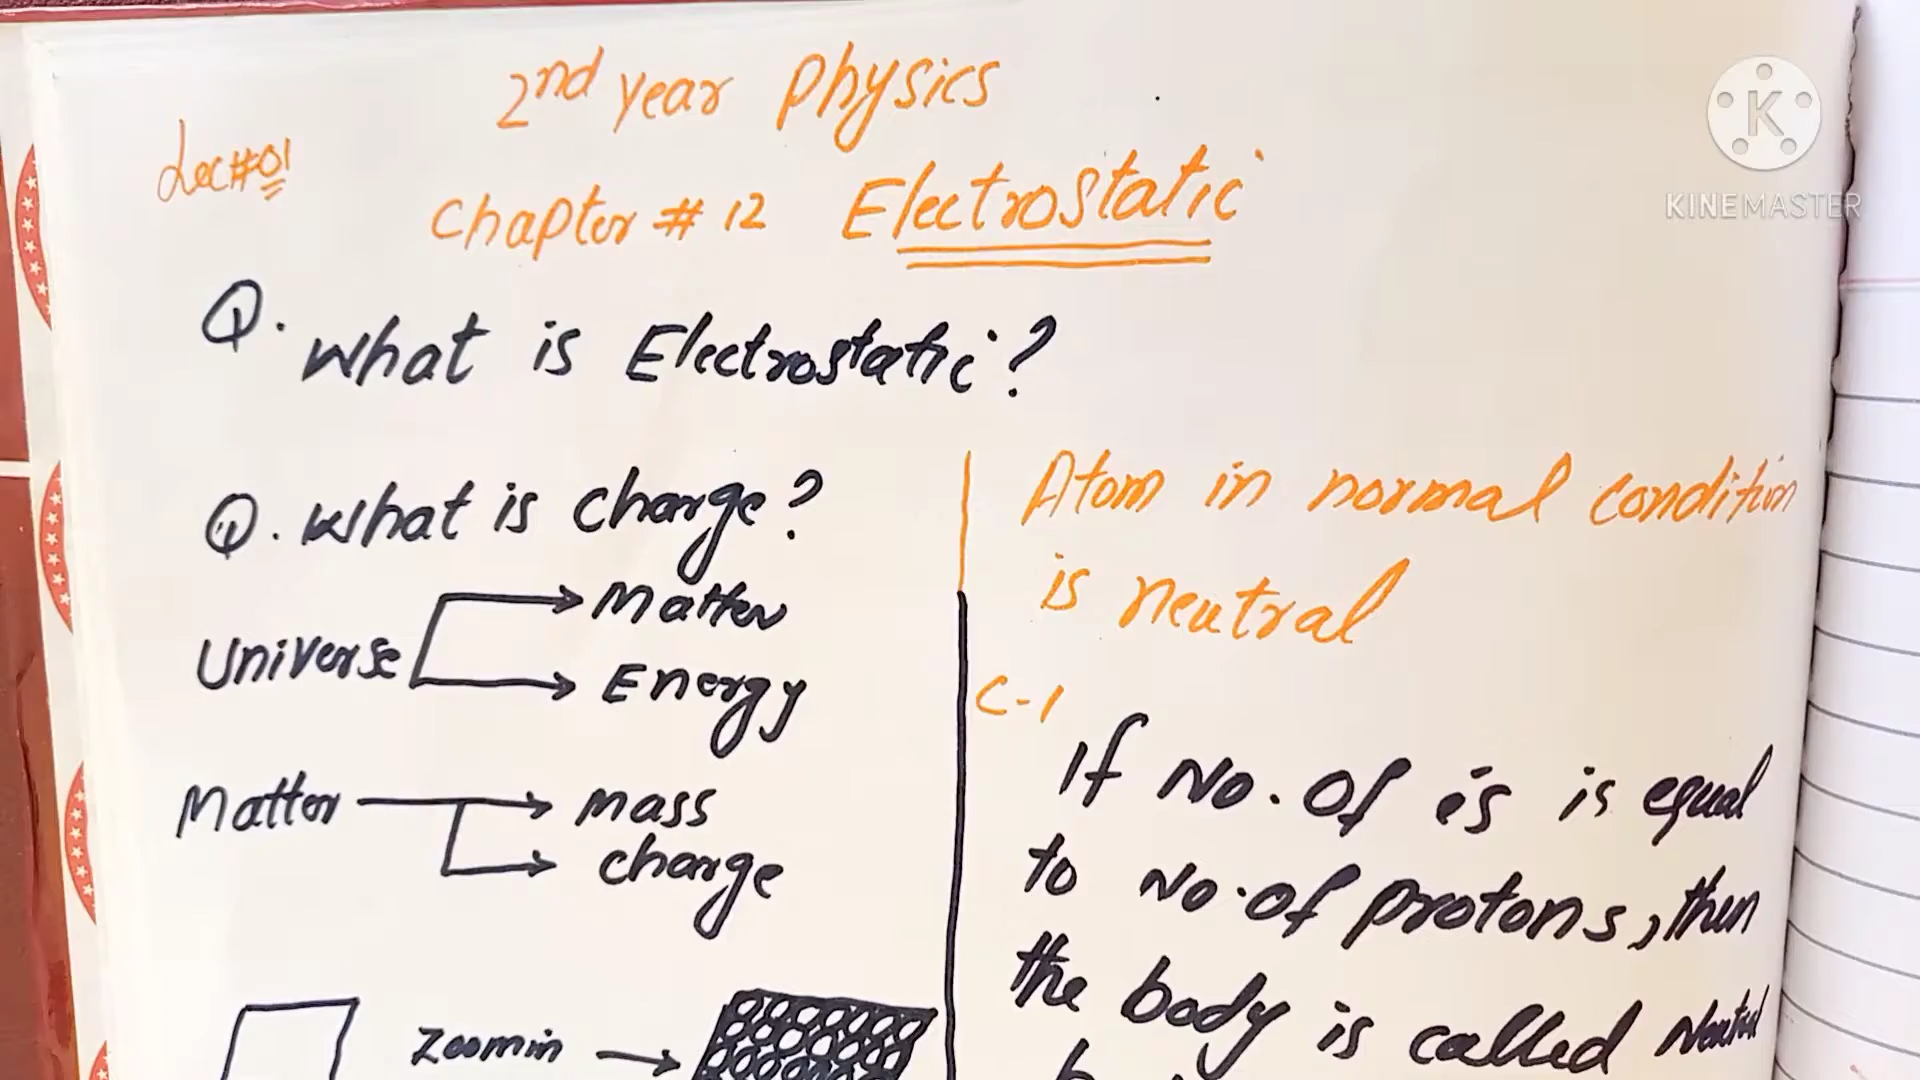 2nd year Physics
Lec#01
Chapter # 12 Electrostatic
Q. What is Electrostatic?
Q. What is charge?
Universe
Matter
Energy
Matter
mass
charge
Zoomin
Atom in normal condition
is neutral
C-1
If No. Of es is equal
to No. of protons, then
the body is called Neutral
K
KINEMASTER